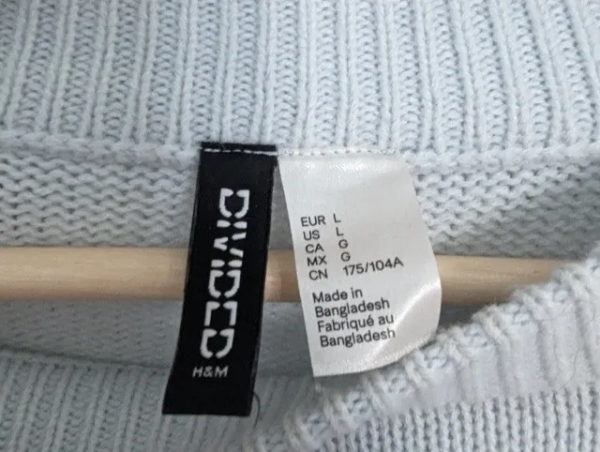 DIVIDED
H&M
EUR L
US L
CA G
MX G
CN 175/104A
Made in
Bangladesh
Fabriqué au
Bangladesh